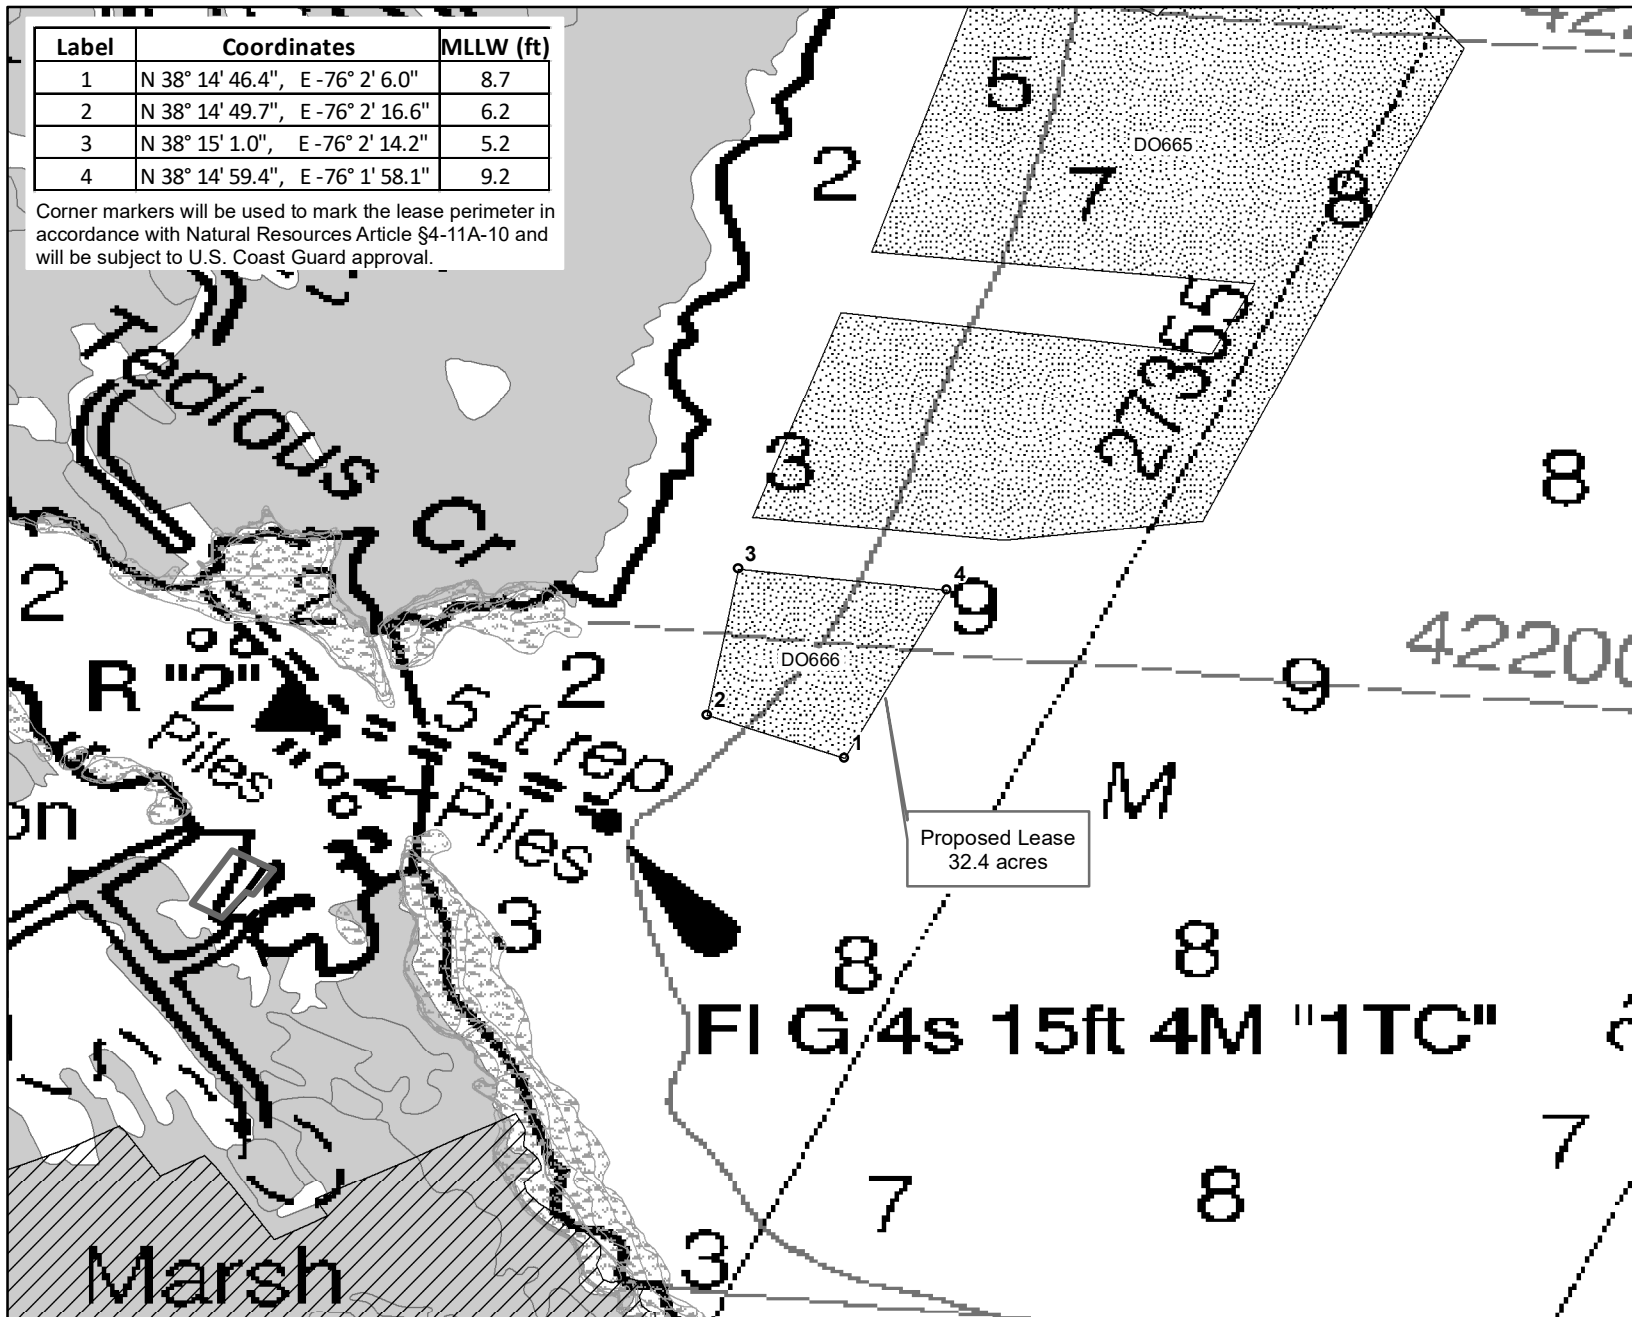 Label Coordinates MLLW (ft)
1 N 38° 14' 46.4", E -76° 2' 6.0" 8.7
2 N 38° 14' 49.7", E -76° 2' 16.6" 6.2
3 N 38° 15' 1.0", E -76° 2' 14.2" 5.2
4 N 38° 14' 59.4", E -76° 1' 58.1" 9.2
Corner markers will be used to mark the lease perimeter in
accordance with Natural Resources Article §4-11A-10 and
will be subject to U.S. Coast Guard approval.
5
DO665
2
7
8
27355
Tedious Cr
3
8
3
4
9
2
2
DO666
42200
R "2"
Piles
2
9
2
1
5 ft rep
Piles
M
on
Proposed Lease
32.4 acres
3
8
8
Fl G 4s 15ft 4M "1TC"
7
7
8
3
Marsh